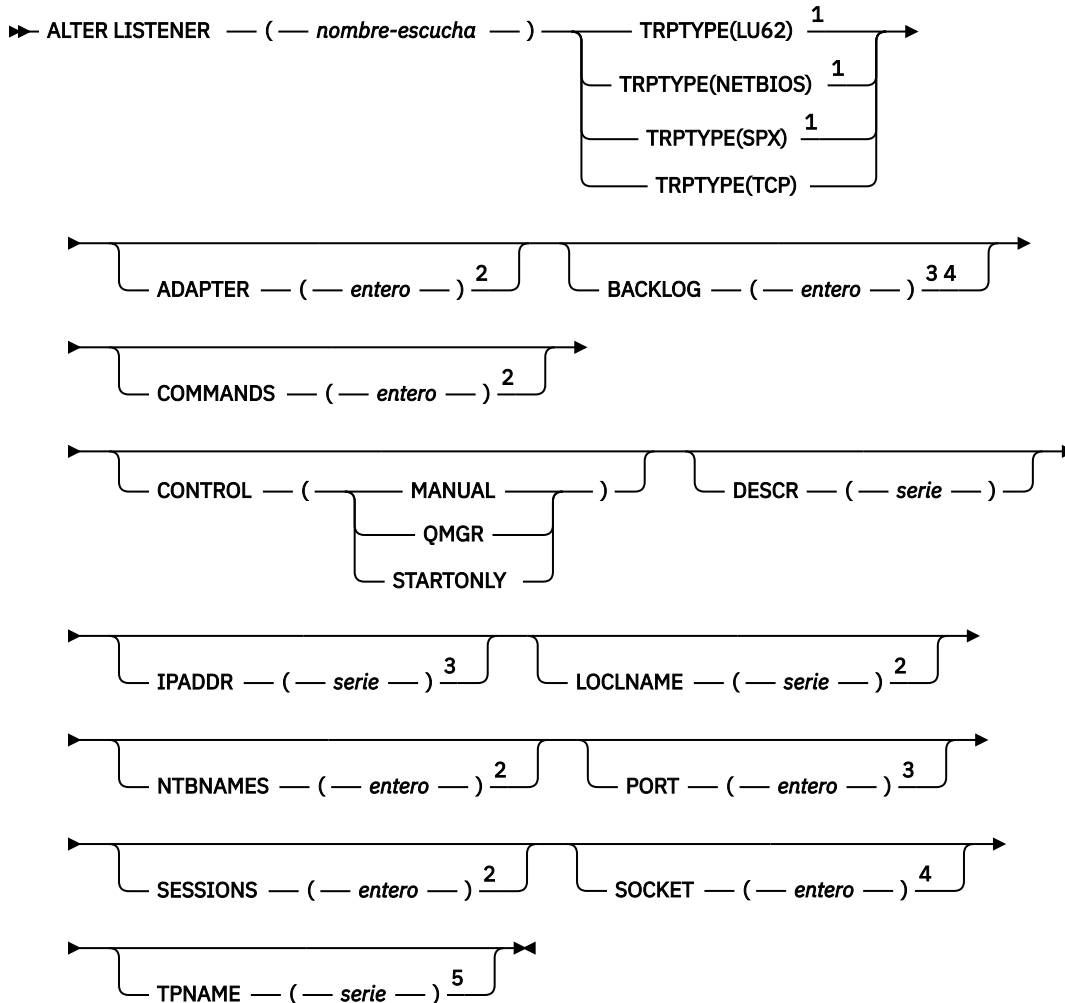 ALTER LISTENER ( nombre-escucha ) TRPTYPE(LU62) 1
TRPTYPE(NETBIOS) 1
TRPTYPE(SPX) 1
TRPTYPE(TCP)
ADAPTER ( entero ) 2 BACKLOG ( entero ) 3 4
COMMANDS ( entero ) 2
CONTROL ( MANUAL ) DESCR ( serie )
QMGR
STARTONLY
IPADDR ( serie ) 3 LOCLNAME ( serie ) 2
NTBNAMES ( entero ) 2 PORT ( entero ) 3
SESSIONS ( entero ) 2 SOCKET ( entero ) 4
TPNAME ( serie ) 5